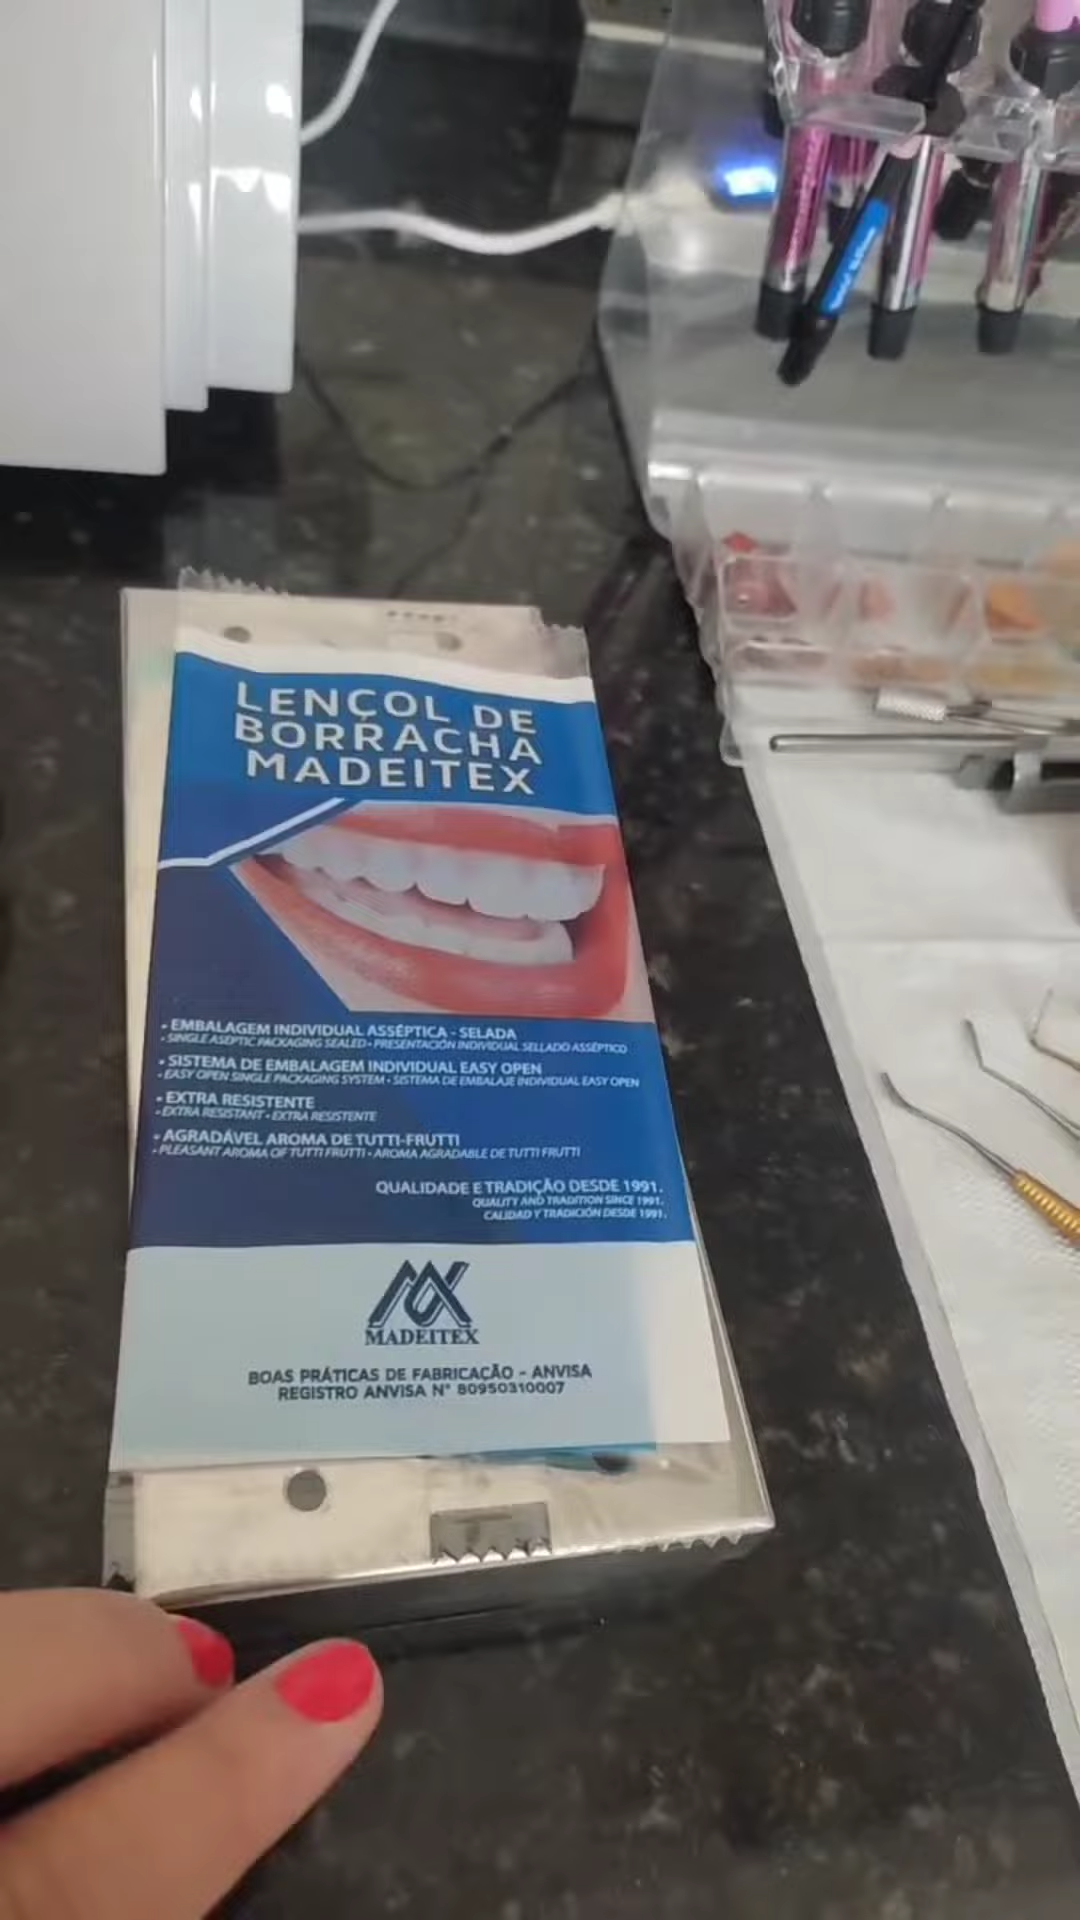 LENÇOL DE
BORRACHA
MADEITEX
• EMBALAGEM INDIVIDUAL ASSÉPTICA - SELADA
• SINGLE ASEPTIC PACKAGING SEALED • PRESENTACIÓN INDIVIDUAL SELLADO ASSÉPTICO
• SISTEMA DE EMBALAGEM INDIVIDUAL EASY OPEN
• EASY OPEN SINGLE PACKAGING SYSTEM • SISTEMA DE EMBALAJE INDIVIDUAL EASY OPEN
• EXTRA RESISTENTE
• EXTRA RESISTANT • EXTRA RESISTENTE
• AGRADÁVEL AROMA DE TUTTI-FRUTTI
• PLEASANT AROMA OF TUTTI FRUTTI • AROMA AGRADABLE DE TUTTI FRUTTI
QUALIDADE E TRADIÇÃO DESDE 1991.
QUALITY AND TRADITION SINCE 1991.
CALIDAD Y TRADICIÓN DESDE 1991.
MADEITEX
BOAS PRÁTICAS DE FABRICAÇÃO - ANVISA
REGISTRO ANVISA N° 80950310007